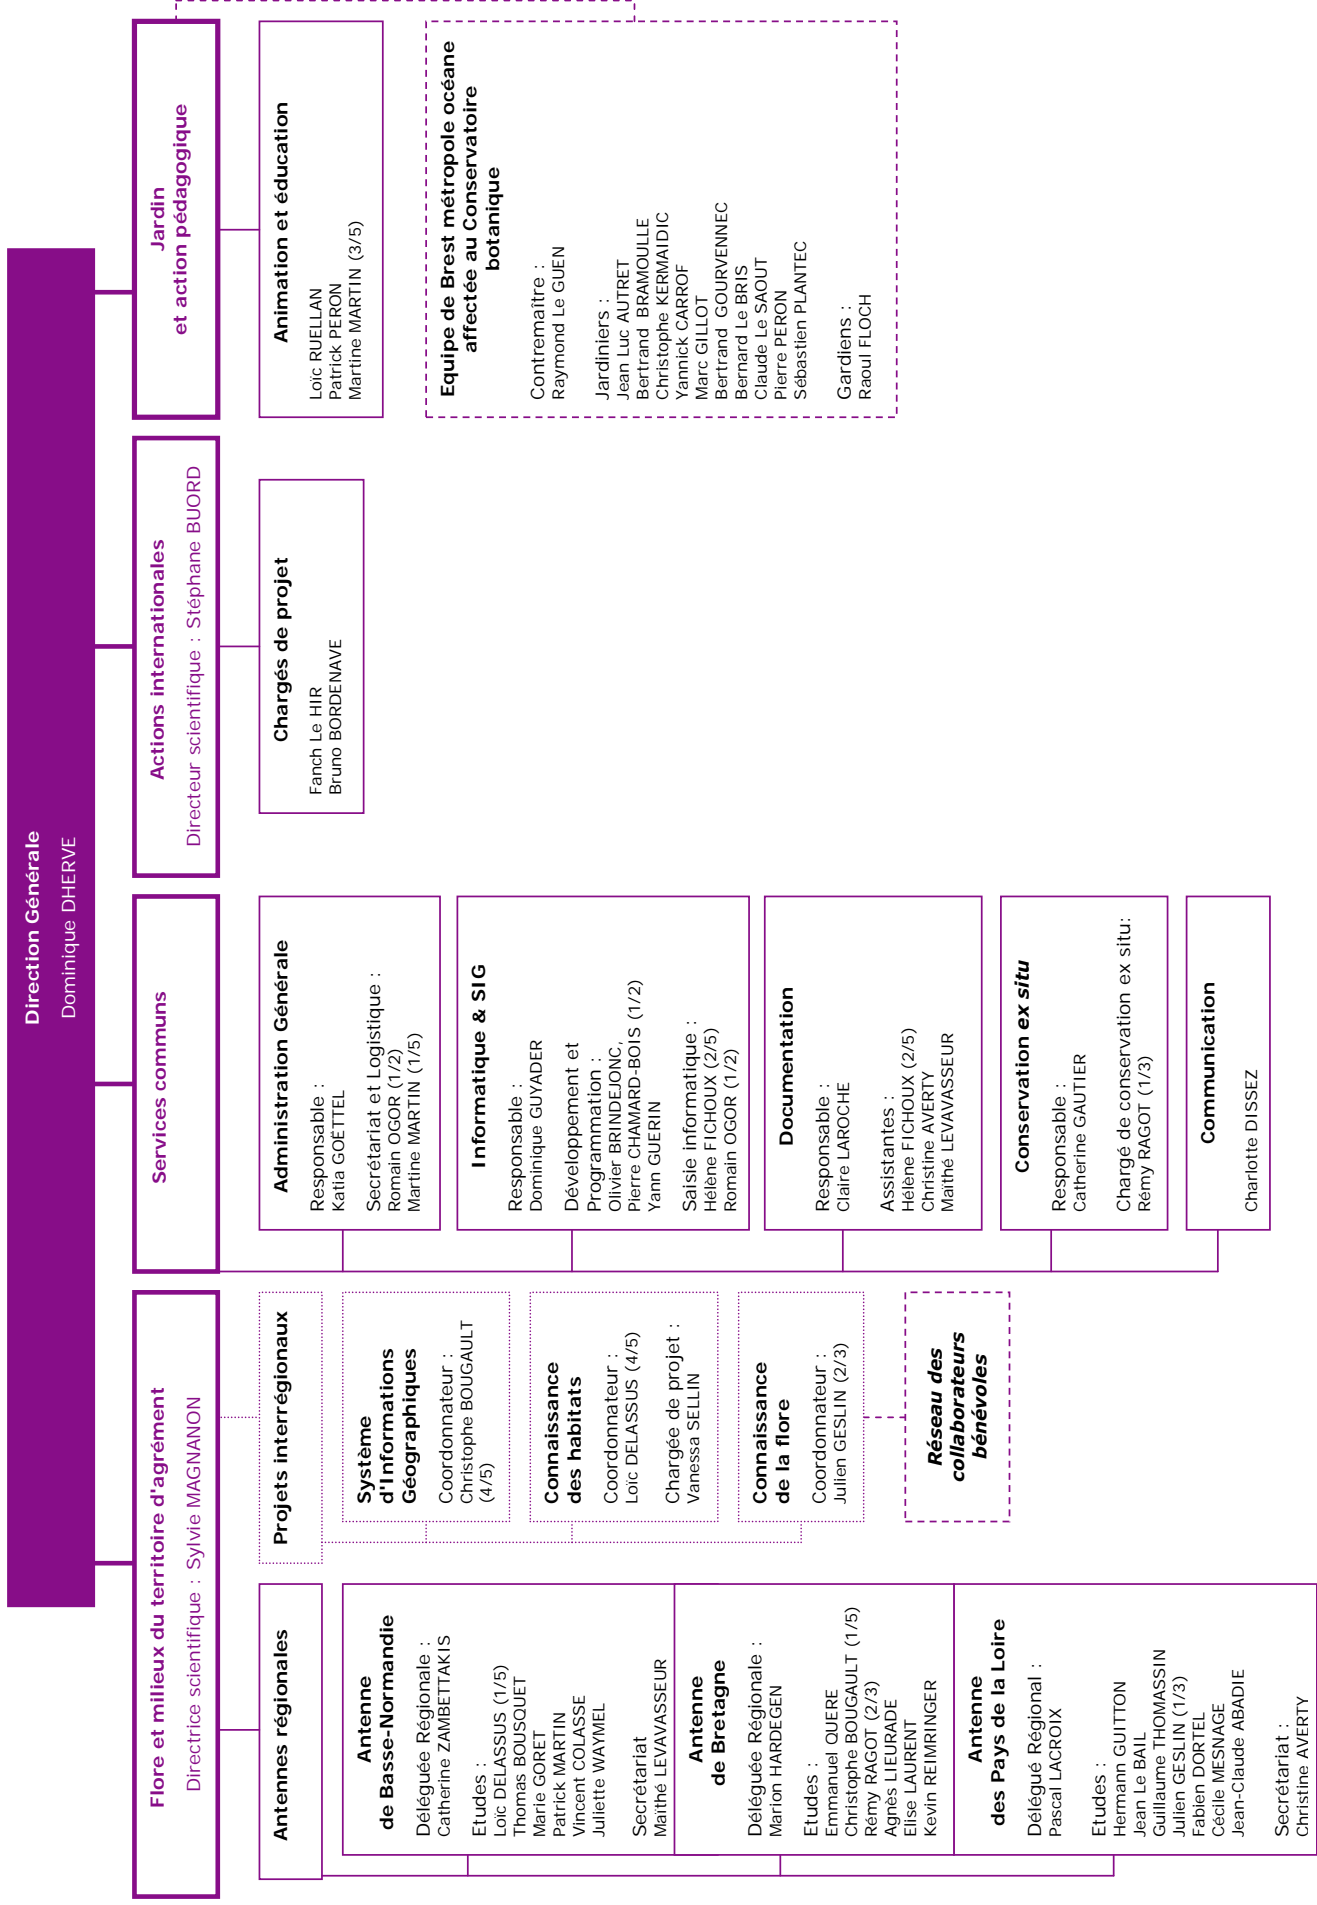 Direction Générale
Dominique DHERVE
Flore et milieux du territoire d'agrément
Directrice scientifique : Sylvie MAGNANON
Antennes régionales
Antenne
de Basse-Normandie
Déléguée Régionale :
Catherine ZAMBETTAKIS
Etudes :
Loïc DELASSUS (1/5)
Thomas BOUSQUET
Marie GORET
Patrick MARTIN
Vincent COLASSE
Juliette WAYMEL
Secrétariat
Maïthé LEVAVASSEUR
Antenne
de Bretagne
Déléguée Régionale :
Marion HARDEGEN
Etudes :
Emmanuel QUERE
Christophe BOUGAULT (1/5)
Rémy RAGOT (2/3)
Agnès LIEURADE
Elise LAURENT
Kevin REIMRINGER
Antenne
des Pays de la Loire
Délégué Régional :
Pascal LACROIX
Etudes :
Hermann GUITTON
Jean Le BAIL
Guillaume THOMASSIN
Julien GESLIN (1/3)
Fabien DORTEL
Cécile MESNAGE
Jean-Claude ABADIE
Secrétariat :
Christine AVERTY
Projets interrégionaux
Système
d'Informations
Géographiques
Coordonnateur :
Christophe BOUGAULT
(4/5)
Connaissance
des habitats
Coordonnateur :
Loïc DELASSUS (4/5)
Chargée de projet :
Vanessa SELLIN
Connaissance
de la flore
Coordonnateur :
Julien GESLIN (2/3)
Réseau des
collaborateurs
bénévoles
Services communs
Administration Générale
Responsable :
Katia GOËTTEL
Secrétariat et Logistique :
Romain OGOR (1/2)
Martine MARTIN (1/5)
Informatique & SIG
Responsable :
Dominique GUYADER
Développement et
Programmation :
Olivier BRINDEJONC,
Pierre CHAMARD-BOIS (1/2)
Yann GUERIN
Saisie informatique :
Hélène FICHOUX (2/5)
Romain OGOR (1/2)
Documentation
Responsable :
Claire LAROCHE
Assistantes :
Hélène FICHOUX (2/5)
Christine AVERTY
Maïthé LEVAVASSEUR
Conservation ex situ
Responsable :
Catherine GAUTIER
Chargé de conservation ex situ:
Rémy RAGOT (1/3)
Communication
Charlotte DISSEZ
Actions internationales
Directeur scientifique : Stéphane BUORD
Chargés de projet
Fanch Le HIR
Bruno BORDENAVE
Jardin
et action pédagogique
Animation et éducation
Loïc RUELLAN
Patrick PERON
Martine MARTIN (3/5)
Equipe de Brest métropole océane
affectée au Conservatoire
botanique
Contremaître :
Raymond Le GUEN
Jardiniers :
Jean Luc AUTRET
Bertrand BRAMOULLE
Christophe KERMAIDIC
Yannick CARROF
Marc GILLOT
Bertrand GOURVENNEC
Bernard Le BRIS
Claude Le SAOUT
Pierre PERON
Sébastien PLANTEC
Gardiens :
Raoul FLOCH